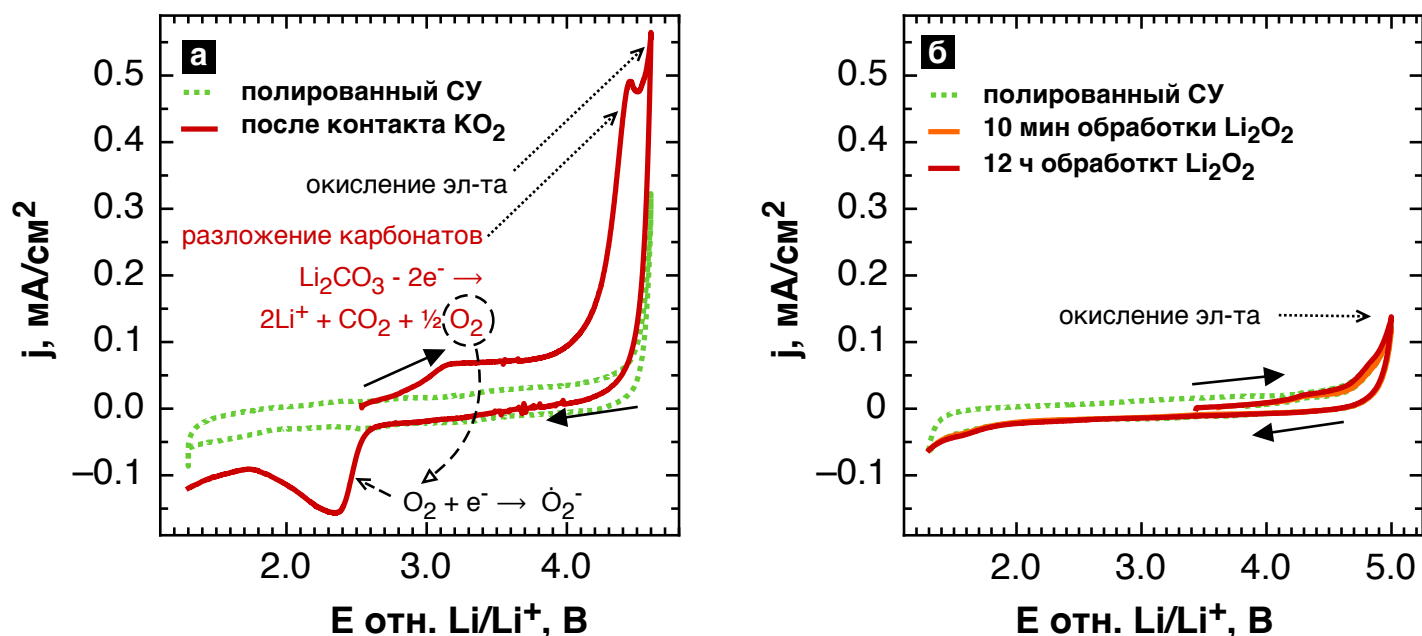 а
полированный СУ
после контакта KO₂
окисление эл-та
разложение карбонатов
Li₂CO₃ - 2e⁻ ⟶
2Li⁺ + CO₂ + ½ O₂
O₂ + e⁻ ⟶ Ȯ₂⁻
0.5
0.4
0.3
0.2
0.1
0.0
–0.1
j, мА/см²
2.0 3.0 4.0
E отн. Li/Li⁺, В
б
полированный СУ
10 мин обработки Li₂O₂
12 ч обработкт Li₂O₂
окисление эл-та
0.5
0.4
0.3
0.2
0.1
0
–0.1
j, мА/см²
2.0 3.0 4.0 5.0
E отн. Li/Li⁺, В